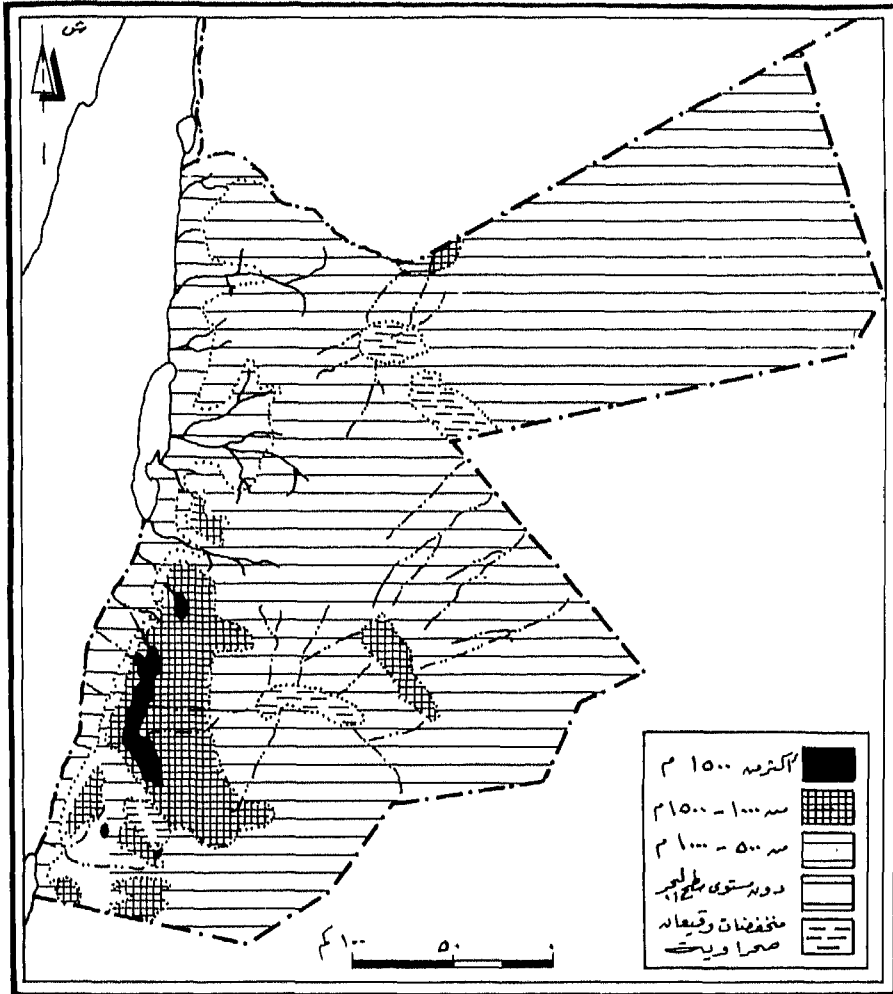 ش
أكثر من ١٥٠٠ م
من ١٠٠٠ - ١٥٠٠ م
من ٥٠٠ - ١٠٠٠ م
دون مستوى سطح البحر
منخفضات وقيعان
صحراوية
١٠٠ كم ٥٠ ٠